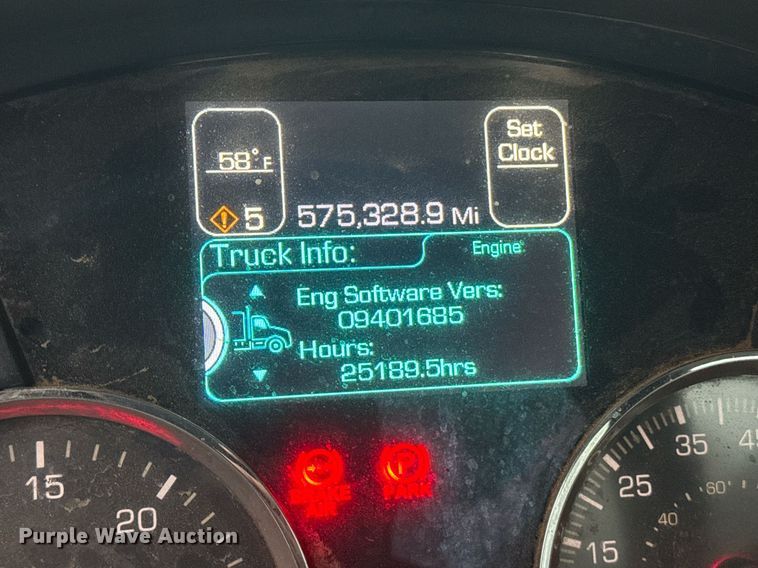 58°F
Set
Clock
5
575,328.9 Mi
Truck Info:
Engine
Eng Software Vers:
09401685
Hours:
25189.5hrs
BRAKE
AIR
PARK
15
20
15
25
35
45
40
60
Purple Wave Auction